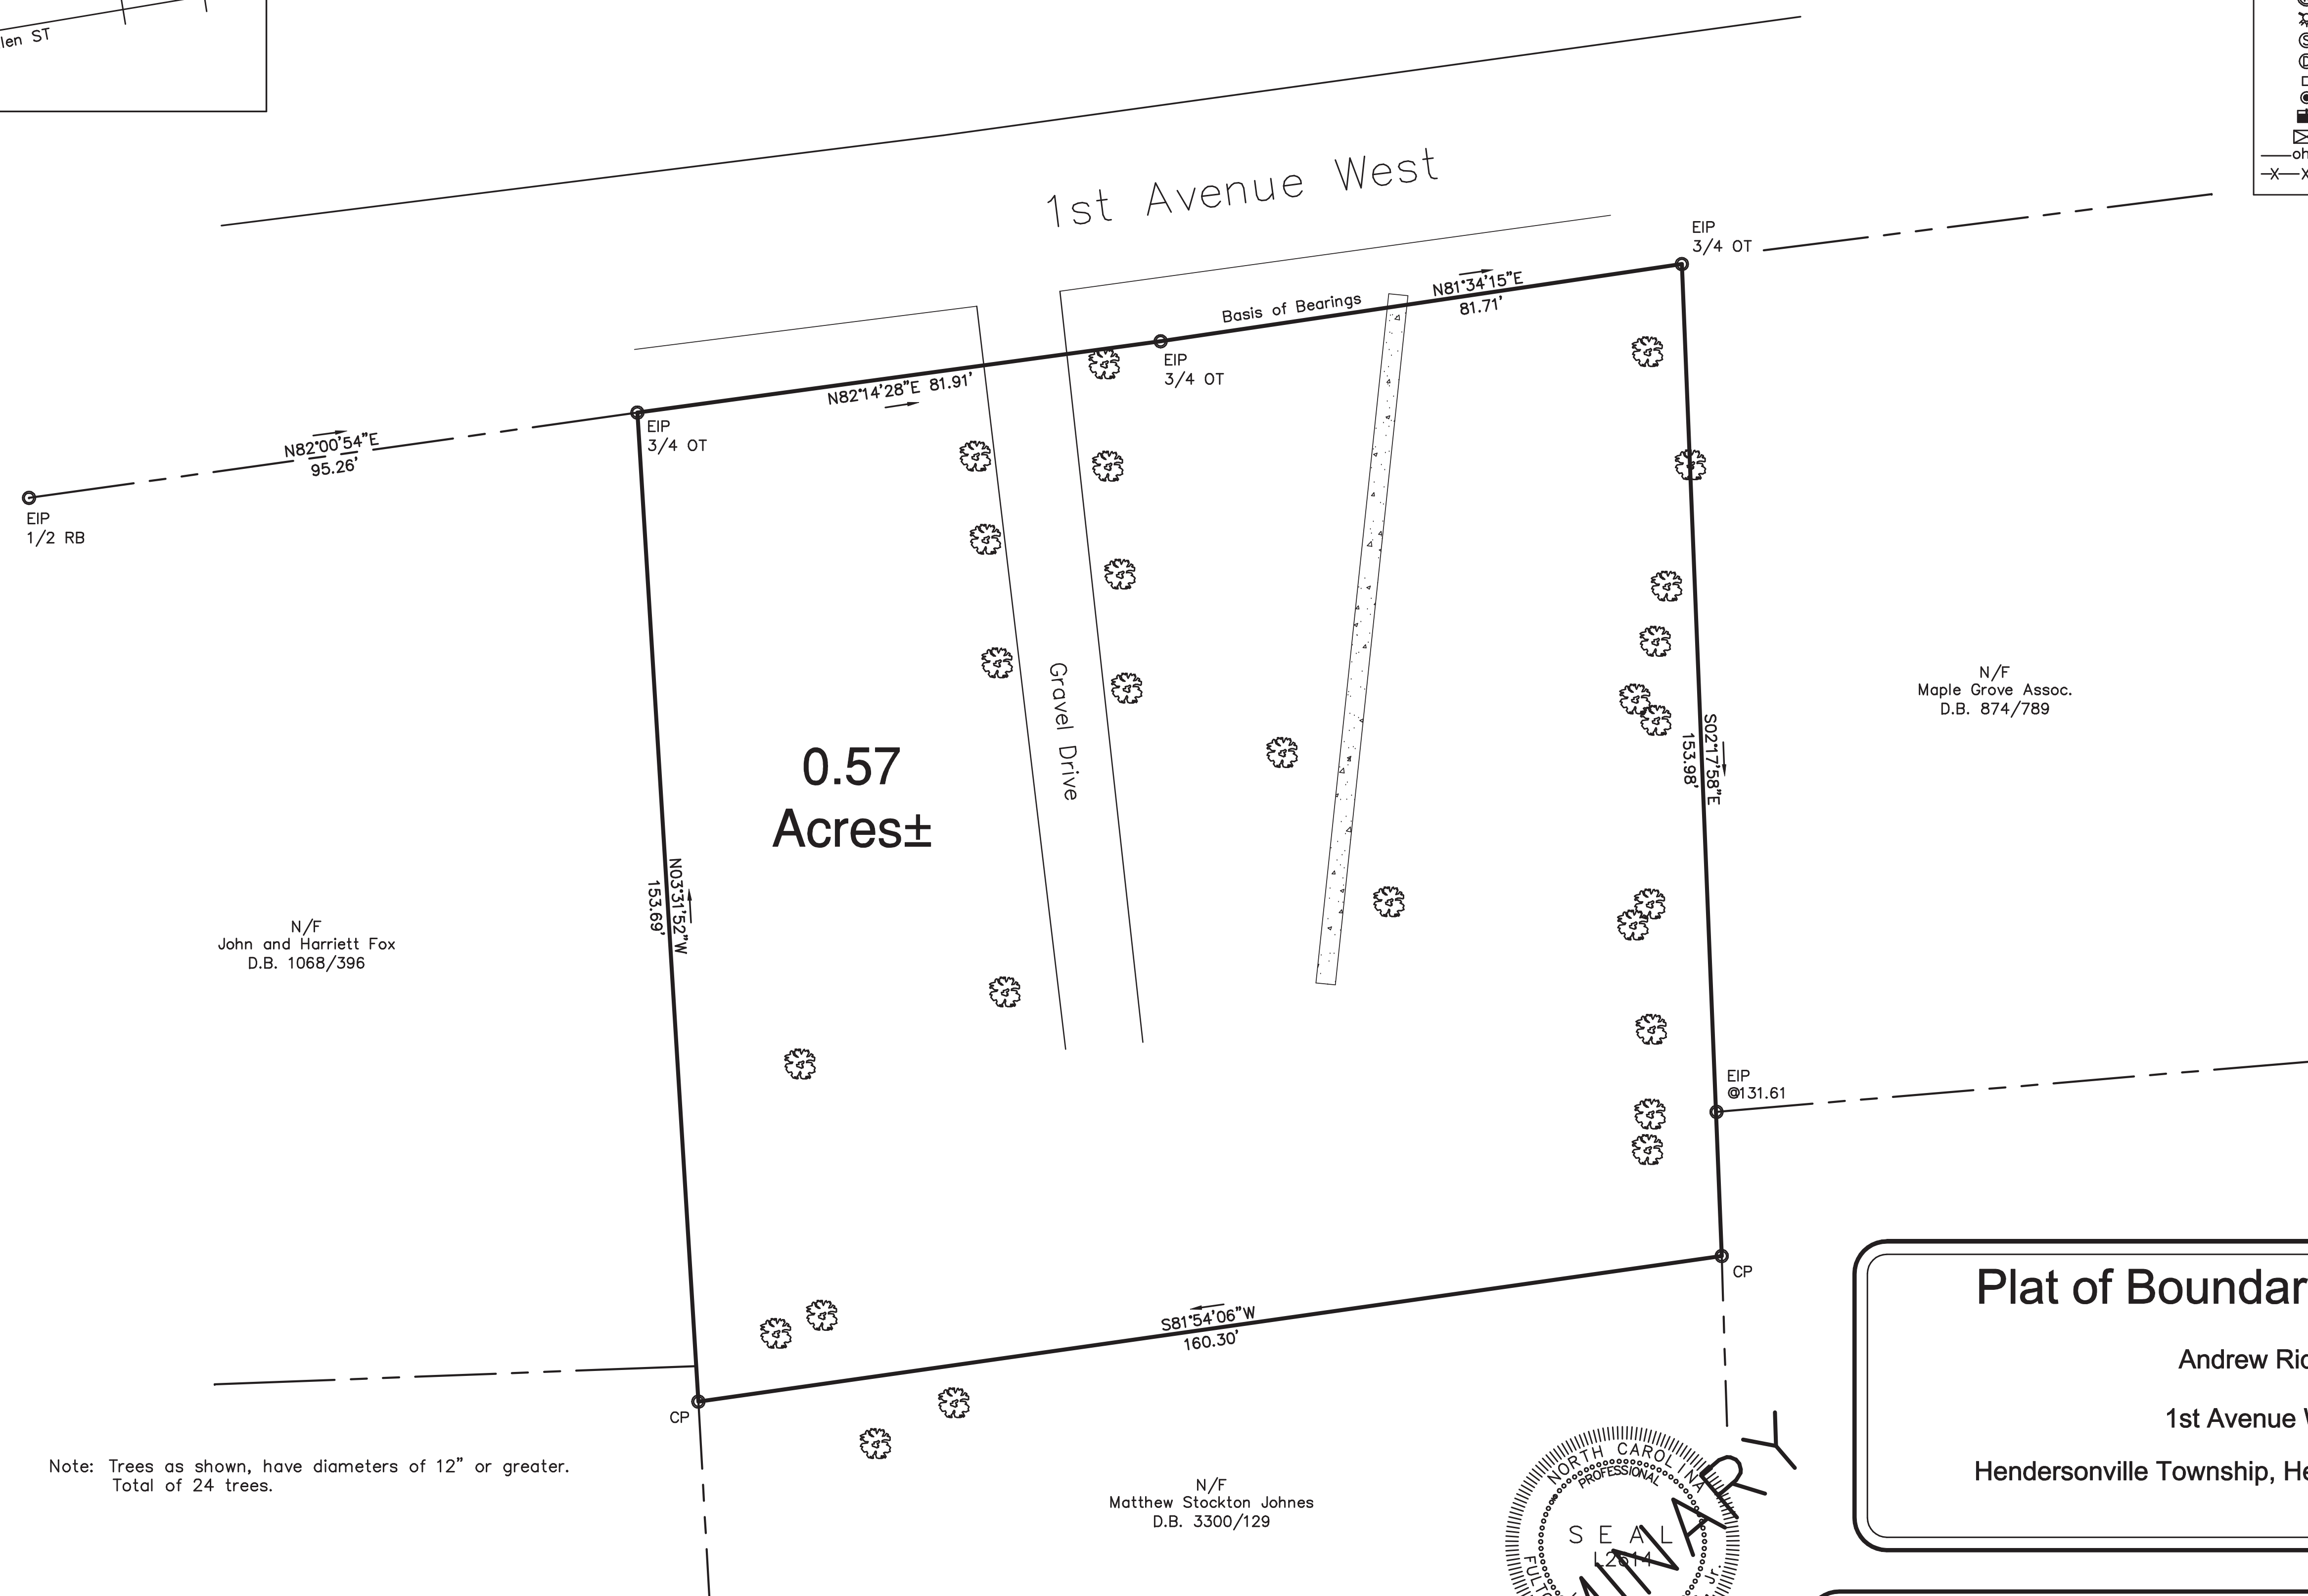 len ST
1st Avenue West
EIP
3/4 OT
N81°34'15"E
81.71'
Basis of Bearings
EIP
3/4 OT
N82°14'28"E 81.91'
EIP
3/4 OT
N82°00'54"E
95.26'
EIP
1/2 RB
Gravel Drive
0.57
Acres±
N/F
Maple Grove Assoc.
D.B. 874/789
S02°17'58"E
153.98'
N03°31'52"W
153.69'
N/F
John and Harriett Fox
D.B. 1068/396
EIP
@131.61
CP
S81°54'06"W
160.30'
CP
Note: Trees as shown, have diameters of 12" or greater.
Total of 24 trees.
N/F
Matthew Stockton Johnes
D.B. 3300/129
NORTH CAROLINA
PROFESSIONAL
SEAL
L2614
Jr.
Plat of Boundar
Andrew Ric
1st Avenue
Hendersonville Township, He
oh
X X